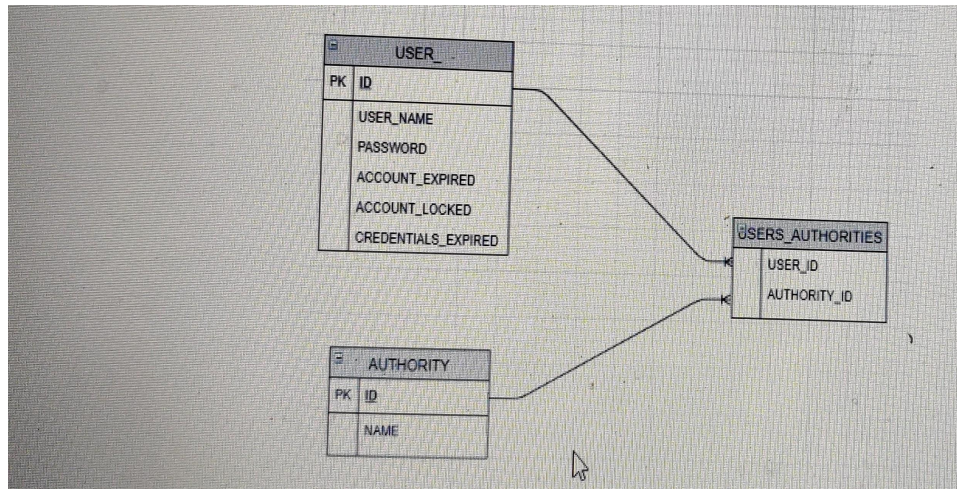 USER_
PK ID
USER_NAME
PASSWORD
ACCOUNT_EXPIRED
ACCOUNT_LOCKED
CREDENTIALS_EXPIRED
USERS_AUTHORITIES
USER_ID
AUTHORITY_ID
AUTHORITY
PK ID
NAME